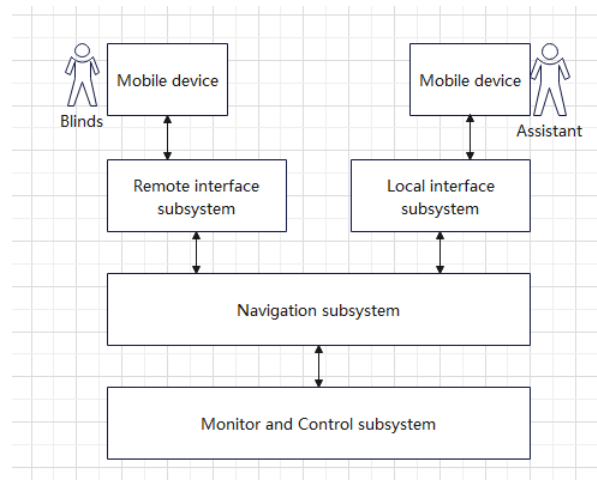 Mobile device
Mobile device
Blinds
Assistant
Remote interface
subsystem
Local interface
subsystem
Navigation subsystem
Monitor and Control subsystem